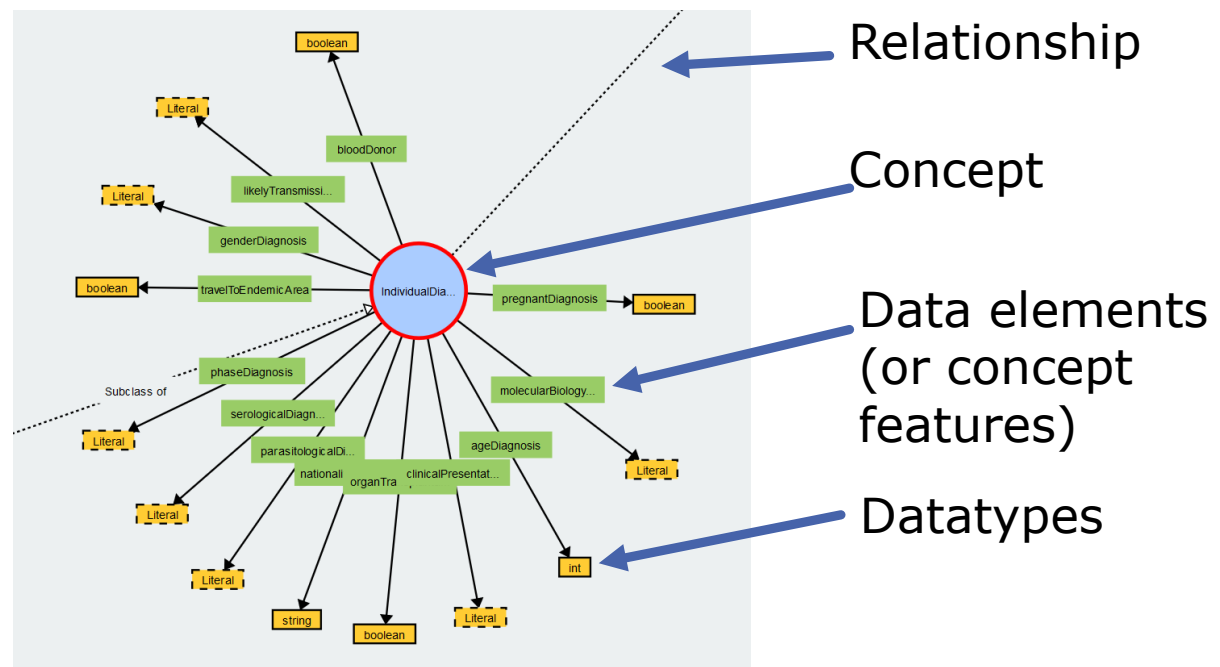 Relationship
boolean
Literal
bloodDonor
Concept
likelyTransmissi...
Literal
genderDiagnosis
boolean
travelToEndemicArea
IndividualDia...
pregnantDiagnosis
boolean
Data elements
(or concept
features)
phaseDiagnosis
Subclass of
molecularBiology...
serologicalDiagn...
Literal
parasitologicalDi...
ageDiagnosis
nationali
clinicalPresentat...
organTra
Literal
Datatypes
Literal
Literal
int
string
boolean
Literal